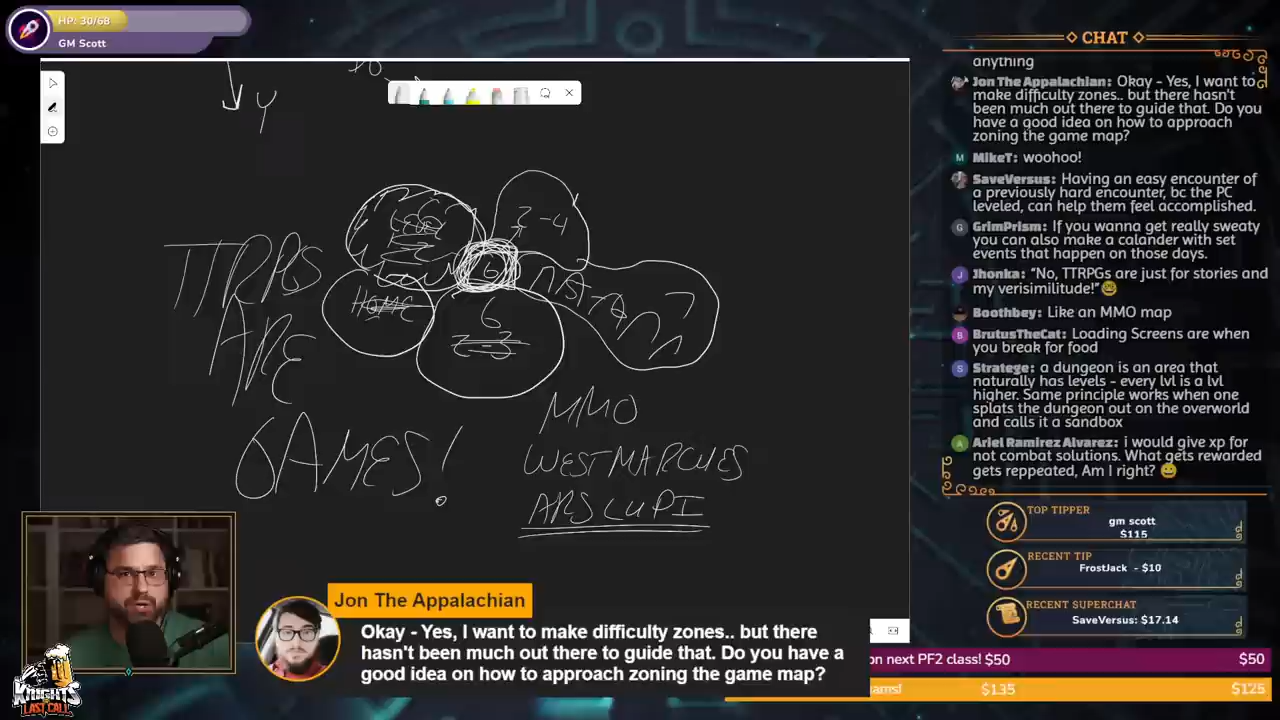 HP: 30/68
GM Scott
y
TTRPGS
ARE
GAMES!
2-4
TOWN
6
HOME
6
7
MMO
WESTMARCHES
ARS LUPI
Jon The Appalachian
Okay - Yes, I want to make difficulty zones.. but there
hasn't been much out there to guide that. Do you have a
good idea on how to approach zoning the game map?
KNIGHTS
OF
LAST CALL
CHAT
anything
Jon The Appalachian: Okay - Yes, I want to
make difficulty zones.. but there hasn't
been much out there to guide that. Do you
have a good idea on how to approach
zoning the game map?
M MikeT: woohoo!
SaveVersus: Having an easy encounter of
a previously hard encounter, bc the PC
leveled, can help them feel accomplished.
G GrimPrism: If you wanna get really sweaty
you can also make a calander with set
events that happen on those days.
J Jhonka: "No, TTRPGs are just for stories and
my verisimilitude!"🤓
Boothbey: Like an MMO map
B BrutusTheCat: Loading Screens are when
you break for food
S Stratege: a dungeon is an area that
naturally has levels - every lvl is a lvl
higher. Same principle works when one
splats the dungeon out on the overworld
and calls it a sandbox
A Ariel Ramirez Alvarez: i would give xp for
not combat solutions. What gets rewarded
gets reppeated, Am I right? 😀
TOP TIPPER
gm scott
$115
RECENT TIP
FrostJack - $10
RECENT SUPERCHAT
SaveVersus: $17.14
on next PF2 class! $50
$50
ams!
$135
$125